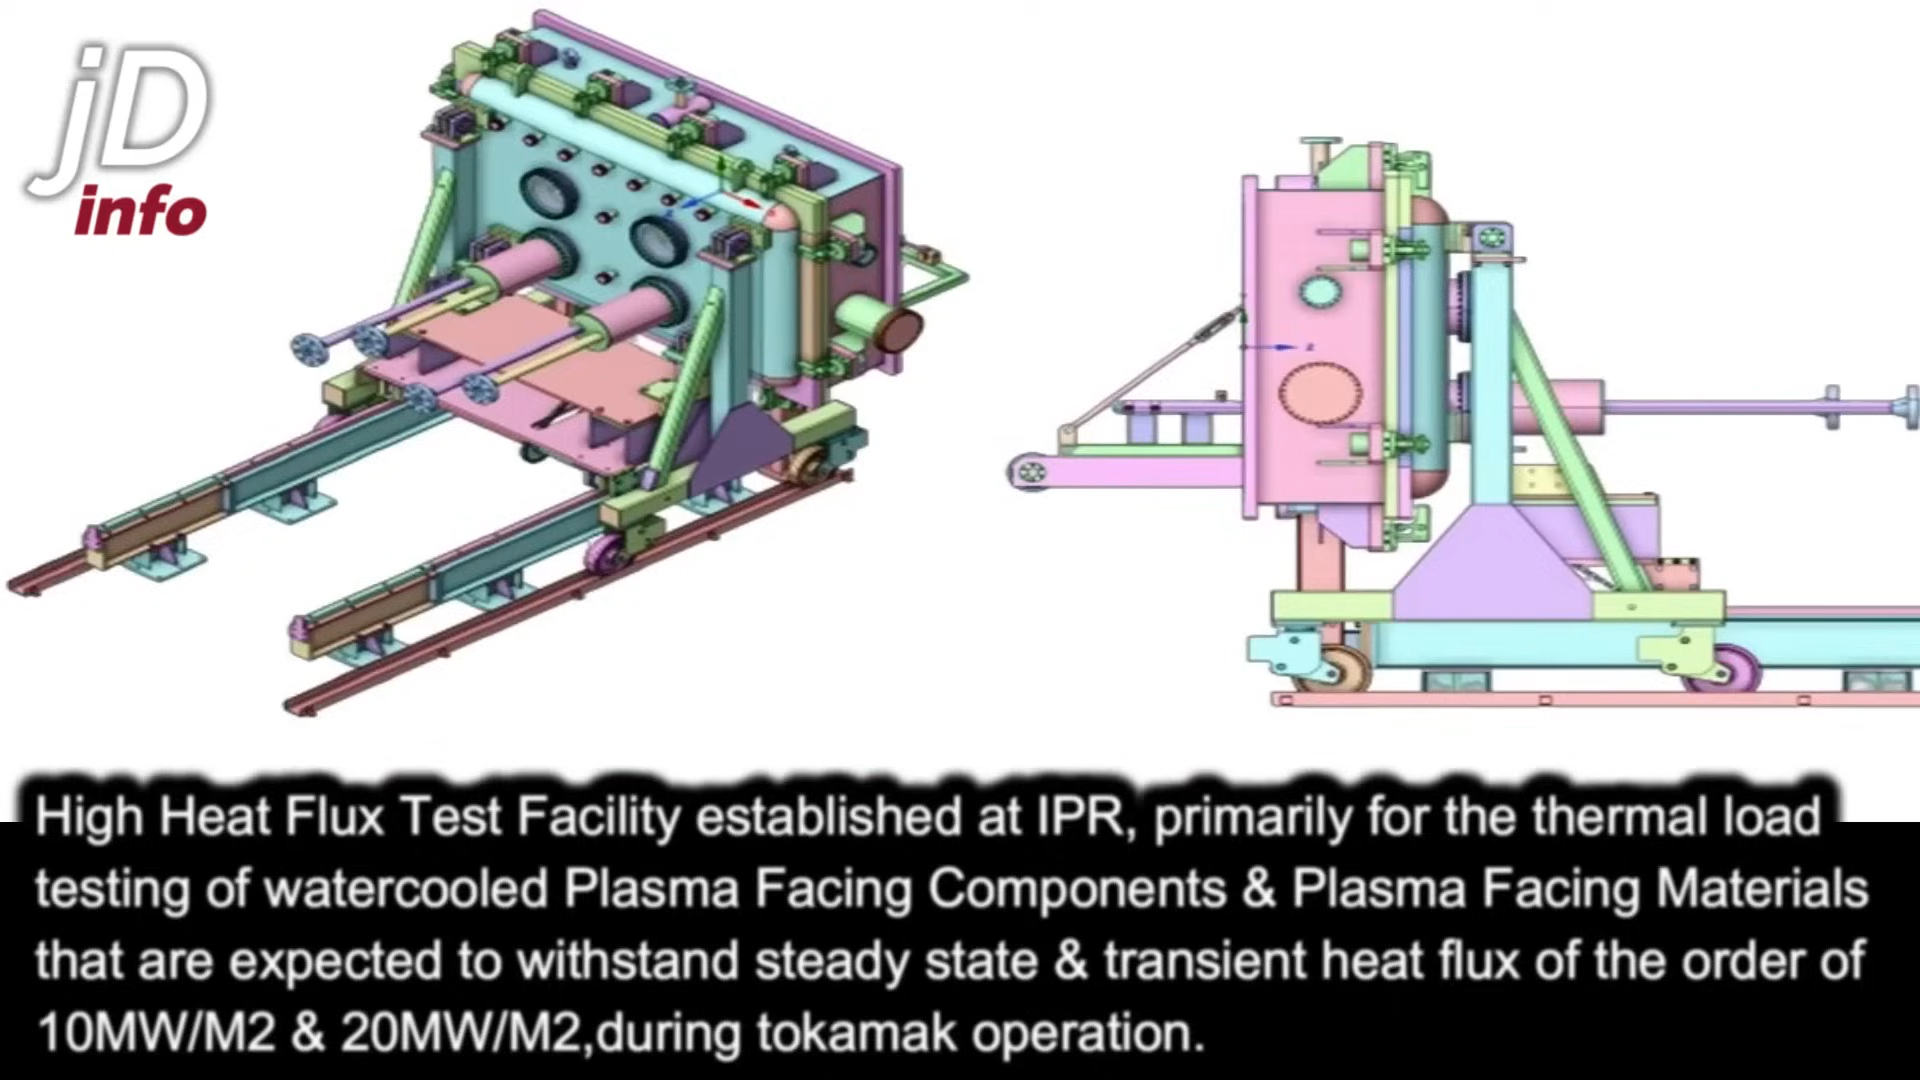 jD
info
High Heat Flux Test Facility established at IPR, primarily for the thermal load
testing of watercooled Plasma Facing Components & Plasma Facing Materials
that are expected to withstand steady state & transient heat flux of the order of
10MW/M2 & 20MW/M2,during tokamak operation.